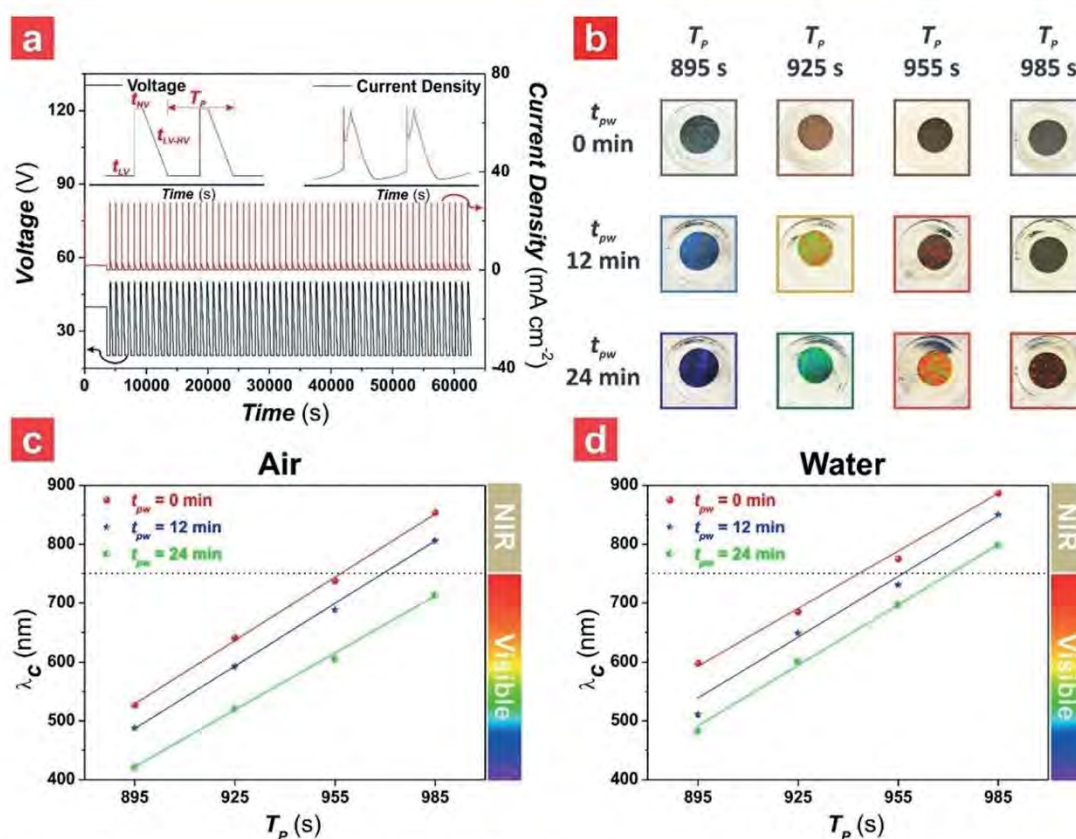 a
Voltage
Current Density
t_HV
T_P
t_LV-HV
t_LV
Time (s)
Time (s)
Voltage (V)
120
90
60
30
Current Density (mA cm⁻²)
80
40
0
-40
0 10000 20000 30000 40000 50000 60000
Time (s)
b
T_P T_P T_P T_P
895 s 925 s 955 s 985 s
t_pw
0 min
t_pw
12 min
t_pw
24 min
c
Air
t_pw = 0 min
t_pw = 12 min
t_pw = 24 min
λ_C (nm)
900
800
700
600
500
400
895 925 955 985
T_P (s)
NIR
Visible
d
Water
t_pw = 0 min
t_pw = 12 min
t_pw = 24 min
λ_C (nm)
900
800
700
600
500
400
895 925 955 985
T_P (s)
NIR
Visible